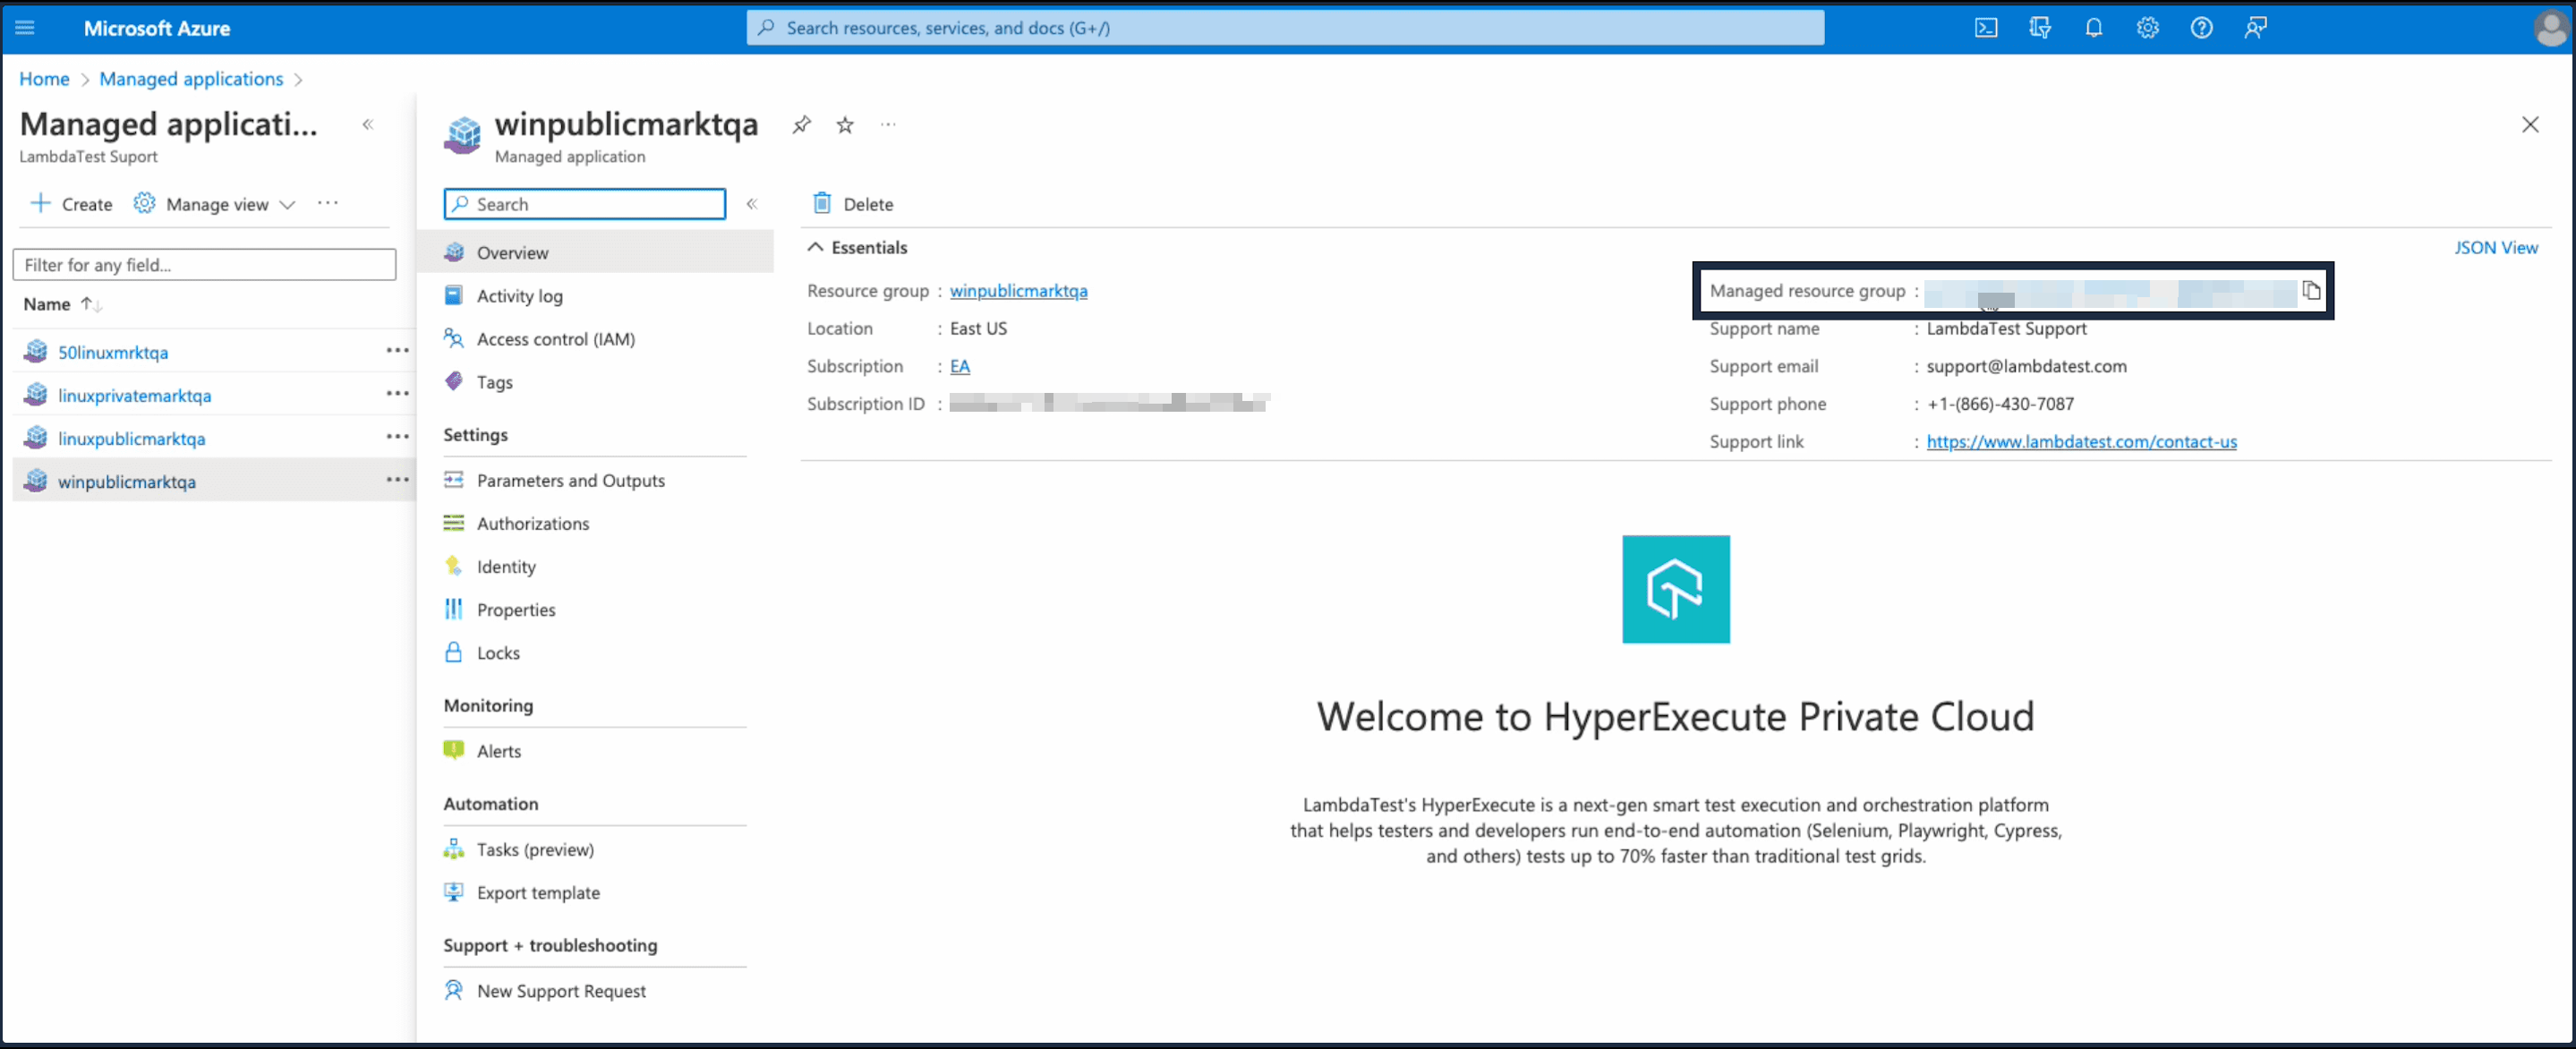 Microsoft Azure
Search resources, services, and docs (G+/)
Home > Managed applications >
Managed applicati...
LambdaTest Suport
Create
Manage view
Filter for any field...
Name
50linuxmrktqa
linuxprivatemarktqa
linuxpublicmarktqa
winpublicmarktqa
winpublicmarktqa
Managed application
Search
Overview
Activity log
Access control (IAM)
Tags
Settings
Parameters and Outputs
Authorizations
Identity
Properties
Locks
Monitoring
Alerts
Automation
Tasks (preview)
Export template
Support + troubleshooting
New Support Request
Delete
Essentials
JSON View
Resource group : winpublicmarktqa
Location : East US
Subscription : EA
Subscription ID :
Managed resource group :
Support name : LambdaTest Support
Support email : support@lambdatest.com
Support phone : +1-(866)-430-7087
Support link : https://www.lambdatest.com/contact-us
Welcome to HyperExecute Private Cloud
LambdaTest's HyperExecute is a next-gen smart test execution and orchestration platform
that helps testers and developers run end-to-end automation (Selenium, Playwright, Cypress,
and others) tests up to 70% faster than traditional test grids.